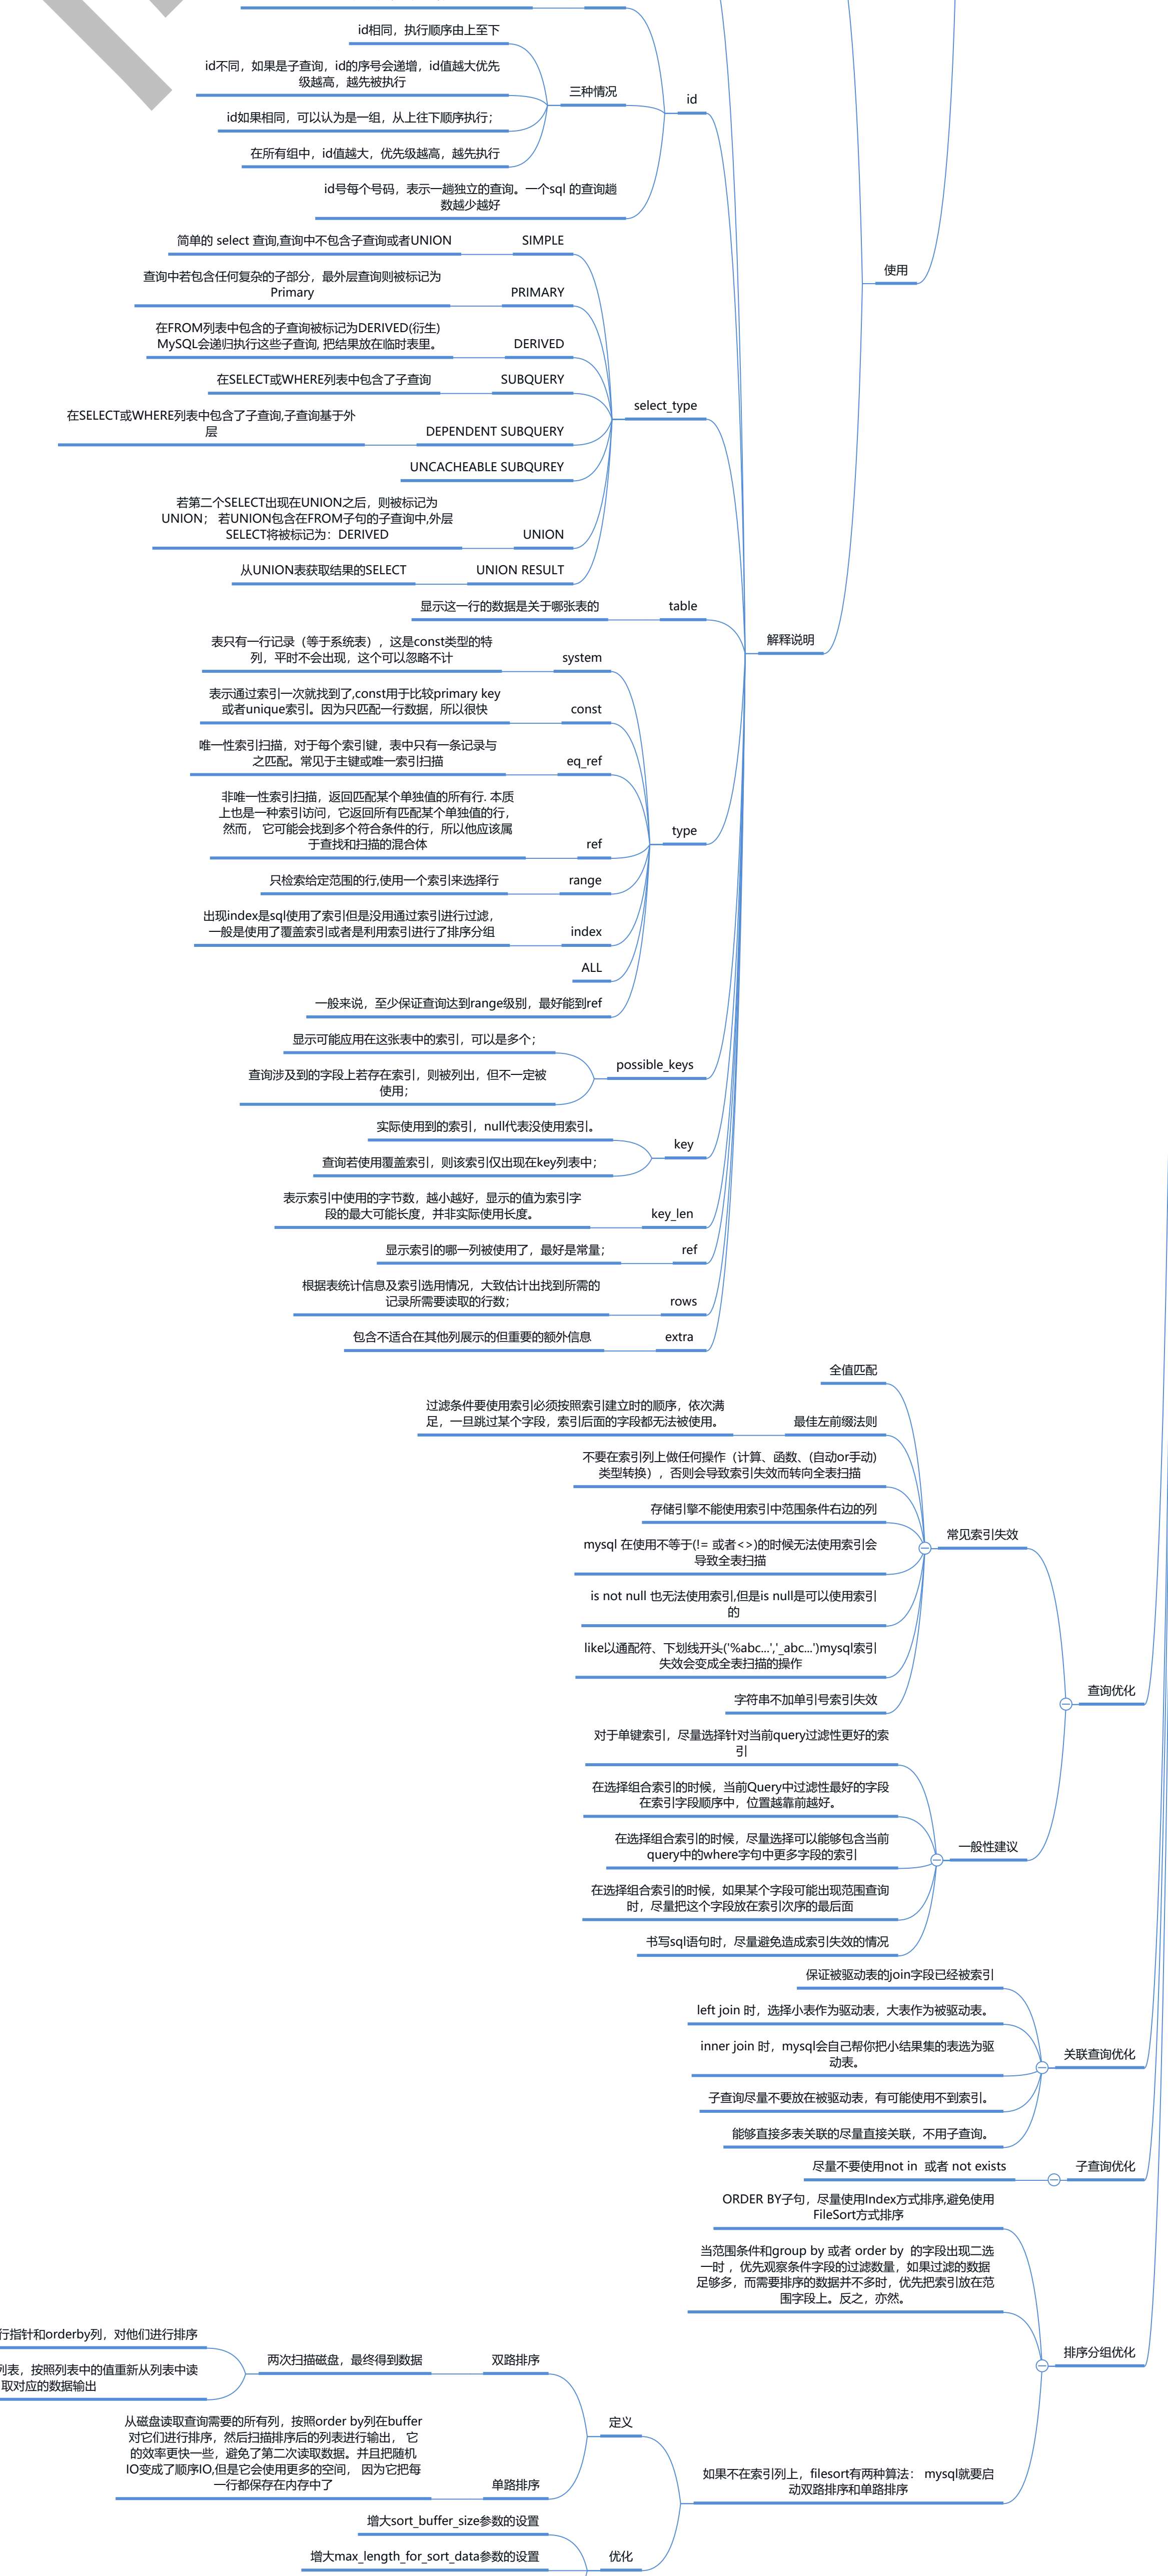 id相同，执行顺序由上至下
id不同，如果是子查询，id的序号会递增，id值越大优先
级越高，越先被执行
三种情况
id
id如果相同，可以认为是一组，从上往下顺序执行；
在所有组中，id值越大，优先级越高，越先执行
id号每个号码，表示一趟独立的查询。一个sql 的查询趟
数越少越好
简单的 select 查询,查询中不包含子查询或者UNION
SIMPLE
使用
查询中若包含任何复杂的子部分，最外层查询则被标记为
Primary
PRIMARY
在FROM列表中包含的子查询被标记为DERIVED(衍生)
MySQL会递归执行这些子查询, 把结果放在临时表里。
DERIVED
在SELECT或WHERE列表中包含了子查询
SUBQUERY
select_type
在SELECT或WHERE列表中包含了子查询,子查询基于外
层
DEPENDENT SUBQUERY
UNCACHEABLE SUBQUREY
若第二个SELECT出现在UNION之后，则被标记为
UNION； 若UNION包含在FROM子句的子查询中,外层
SELECT将被标记为：DERIVED
UNION
从UNION表获取结果的SELECT
UNION RESULT
显示这一行的数据是关于哪张表的
table
解释说明
表只有一行记录（等于系统表），这是const类型的特
列，平时不会出现，这个可以忽略不计
system
表示通过索引一次就找到了,const用于比较primary key
或者unique索引。因为只匹配一行数据，所以很快
const
唯一性索引扫描，对于每个索引键，表中只有一条记录与
之匹配。常见于主键或唯一索引扫描
eq_ref
非唯一性索引扫描，返回匹配某个单独值的所有行. 本质
上也是一种索引访问，它返回所有匹配某个单独值的行，
然而， 它可能会找到多个符合条件的行，所以他应该属
于查找和扫描的混合体
ref
type
只检索给定范围的行,使用一个索引来选择行
range
出现index是sql使用了索引但是没用通过索引进行过滤，
一般是使用了覆盖索引或者是利用索引进行了排序分组
index
ALL
一般来说，至少保证查询达到range级别，最好能到ref
显示可能应用在这张表中的索引，可以是多个；
possible_keys
查询涉及到的字段上若存在索引，则被列出，但不一定被
使用；
实际使用到的索引，null代表没使用索引。
key
查询若使用覆盖索引，则该索引仅出现在key列表中；
表示索引中使用的字节数，越小越好，显示的值为索引字
段的最大可能长度，并非实际使用长度。
key_len
显示索引的哪一列被使用了，最好是常量；
ref
根据表统计信息及索引选用情况，大致估计出找到所需的
记录所需要读取的行数；
rows
包含不适合在其他列展示的但重要的额外信息
extra
全值匹配
过滤条件要使用索引必须按照索引建立时的顺序，依次满
足，一旦跳过某个字段，索引后面的字段都无法被使用。
最佳左前缀法则
不要在索引列上做任何操作（计算、函数、(自动or手动)
类型转换），否则会导致索引失效而转向全表扫描
存储引擎不能使用索引中范围条件右边的列
常见索引失效
mysql 在使用不等于(!= 或者<>)的时候无法使用索引会
导致全表扫描
is not null 也无法使用索引,但是is null是可以使用索引
的
like以通配符、下划线开头('%abc...','_abc...')mysql索引
失效会变成全表扫描的操作
字符串不加单引号索引失效
查询优化
对于单键索引，尽量选择针对当前query过滤性更好的索
引
在选择组合索引的时候，当前Query中过滤性最好的字段
在索引字段顺序中，位置越靠前越好。
在选择组合索引的时候，尽量选择可以能够包含当前
query中的where字句中更多字段的索引
一般性建议
在选择组合索引的时候，如果某个字段可能出现范围查询
时，尽量把这个字段放在索引次序的最后面
书写sql语句时，尽量避免造成索引失效的情况
保证被驱动表的join字段已经被索引
left join 时，选择小表作为驱动表，大表作为被驱动表。
inner join 时，mysql会自己帮你把小结果集的表选为驱
动表。
关联查询优化
子查询尽量不要放在被驱动表，有可能使用不到索引。
能够直接多表关联的尽量直接关联，不用子查询。
尽量不要使用not in  或者 not exists
子查询优化
ORDER BY子句，尽量使用Index方式排序,避免使用
FileSort方式排序
当范围条件和group by 或者 order by  的字段出现二选
一时 ，优先观察条件字段的过滤数量，如果过滤的数据
足够多，而需要排序的数据并不多时，优先把索引放在范
围字段上。反之，亦然。
排序分组优化
行指针和orderby列，对他们进行排序
两次扫描磁盘，最终得到数据
双路排序
列表，按照列表中的值重新从列表中读
取对应的数据输出
定义
从磁盘读取查询需要的所有列，按照order by列在buffer
对它们进行排序，然后扫描排序后的列表进行输出， 它
的效率更快一些，避免了第二次读取数据。并且把随机
IO变成了顺序IO,但是它会使用更多的空间， 因为它把每
一行都保存在内存中了
单路排序
如果不在索引列上，filesort有两种算法： mysql就要启
动双路排序和单路排序
增大sort_buffer_size参数的设置
增大max_length_for_sort_data参数的设置
优化